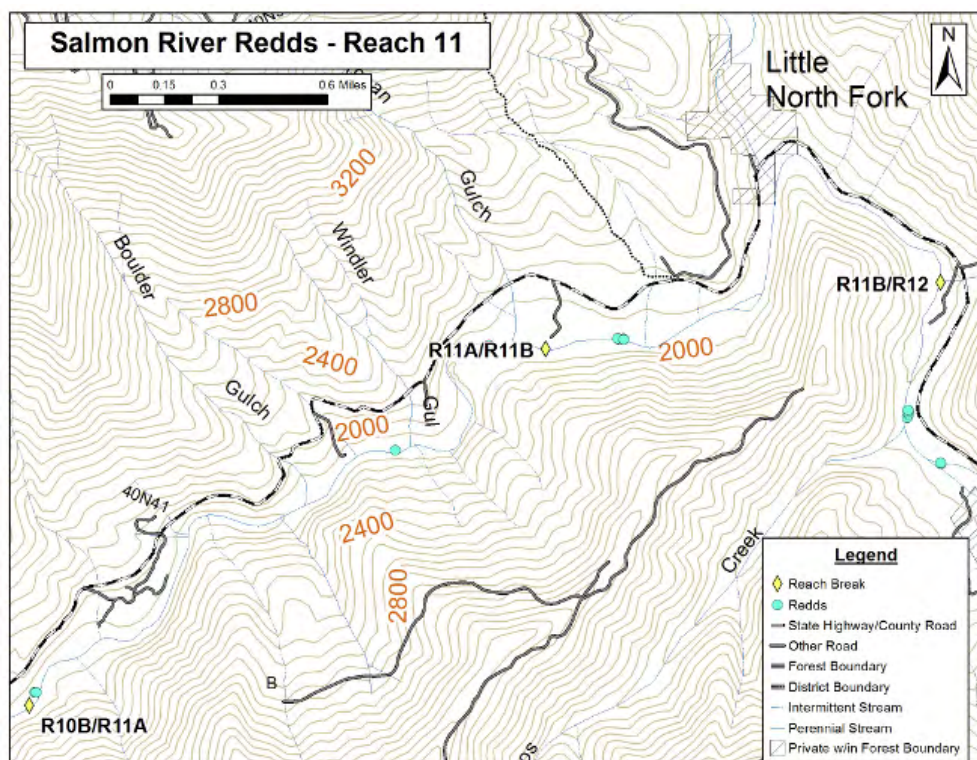 Salmon River Redds - Reach 11
0 0.15 0.3 0.6 Miles
N
Little
North Fork
3200
Gulch
Windler
Boulder
2800
R11B/R12
2400
R11A/R11B
2000
Gulch
Gul
2000
40N41
2400
Creek
2800
B
R10B/R11A
Legend
Reach Break
Redds
State Highway/County Road
Other Road
Forest Boundary
District Boundary
Intermittent Stream
Perennial Stream
Private w/in Forest Boundary